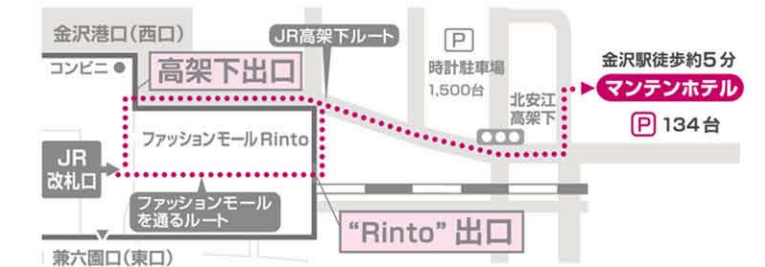 金沢港口(西口)
コンビニ
高架下出口
JR高架下ルート
P
時計駐車場
1,500台
北安江
高架下
金沢駅徒歩約5分
マンテンホテル
P 134台
ファッションモール Rinto
JR
改札口
ファッションモール
を通るルート
“Rinto” 出口
兼六園口(東口)